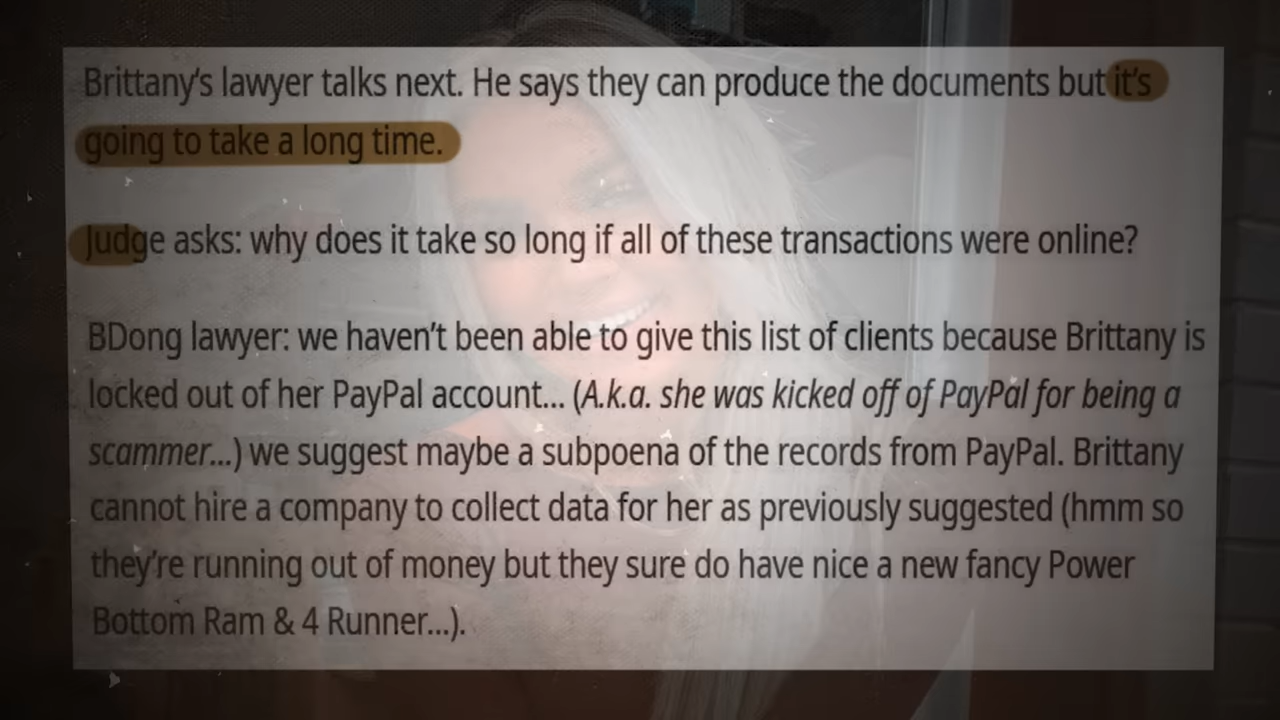 Brittany's lawyer talks next. He says they can produce the documents but it's
going to take a long time.
Judge asks: why does it take so long if all of these transactions were online?
BDong lawyer: we haven't been able to give this list of clients because Brittany is
locked out of her PayPal account... (A.k.a. she was kicked off of PayPal for being a
scammer...) we suggest maybe a subpoena of the records from PayPal. Brittany
cannot hire a company to collect data for her as previously suggested (hmm so
they're running out of money but they sure do have nice a new fancy Power
Bottom Ram & 4 Runner...).